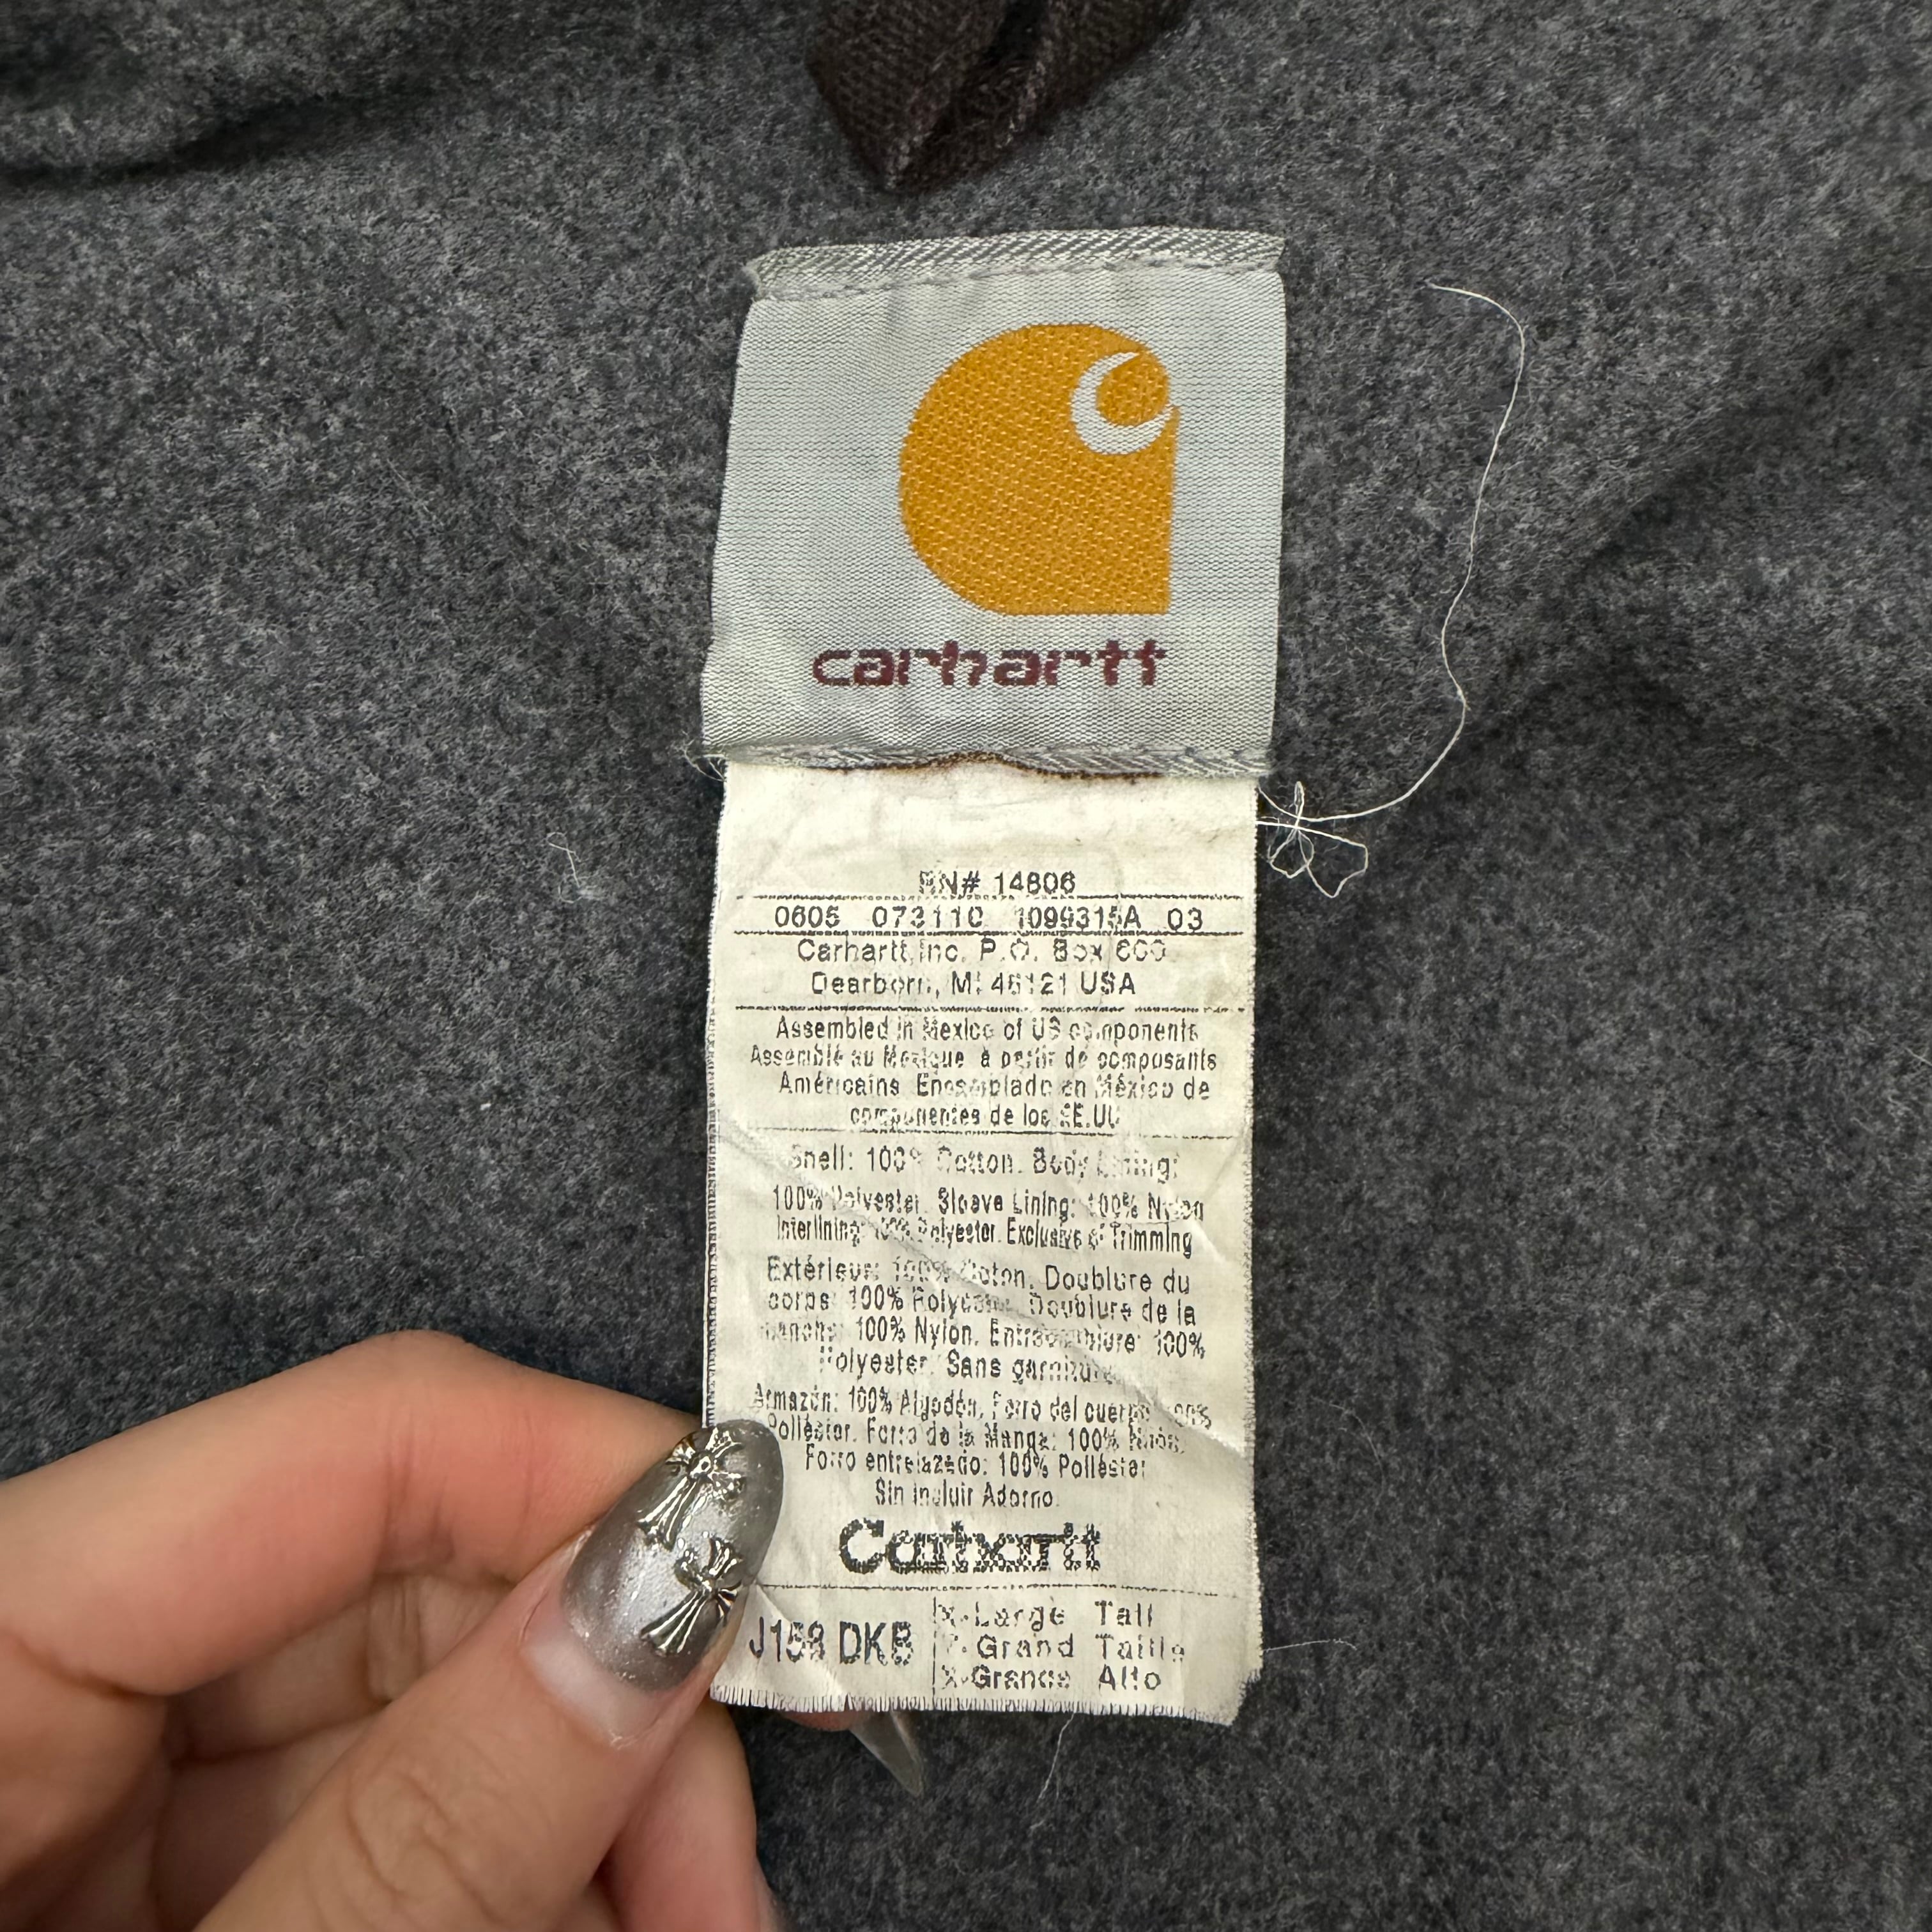 carhartt
RN# 14806
0605 073110 1099315A 03
Carhartt, Inc. P.O. Box 600
Dearborn, MI 48121 USA
Assembled in Mexico of US components
Assemblé au Mexique à partir de composants
Américains Ensamplado en México de
componentes de los EE.UU
Shell: 100% Cotton. Body Lining:
100% Polyester. Sleeve Lining: 100% Nylon
Interlining: 100% Polyester. Exclusive of Trimming
Extérieur: 100% Coton. Doublure du
corps: 100% Polyester. Doublure de la
manche: 100% Nylon. Entredoublure: 100%
Polyester. Sans garniture.
Armazón: 100% Algodón. Forro del cuerpo 100%
Poliéster. Forro de la Manga: 100% Nilón.
Forro entrelazado: 100% Poliéster
Sin incluir Adorno.
Carhartt
DKB
X-Large Tall
Grand Taille
X-Grande Alto